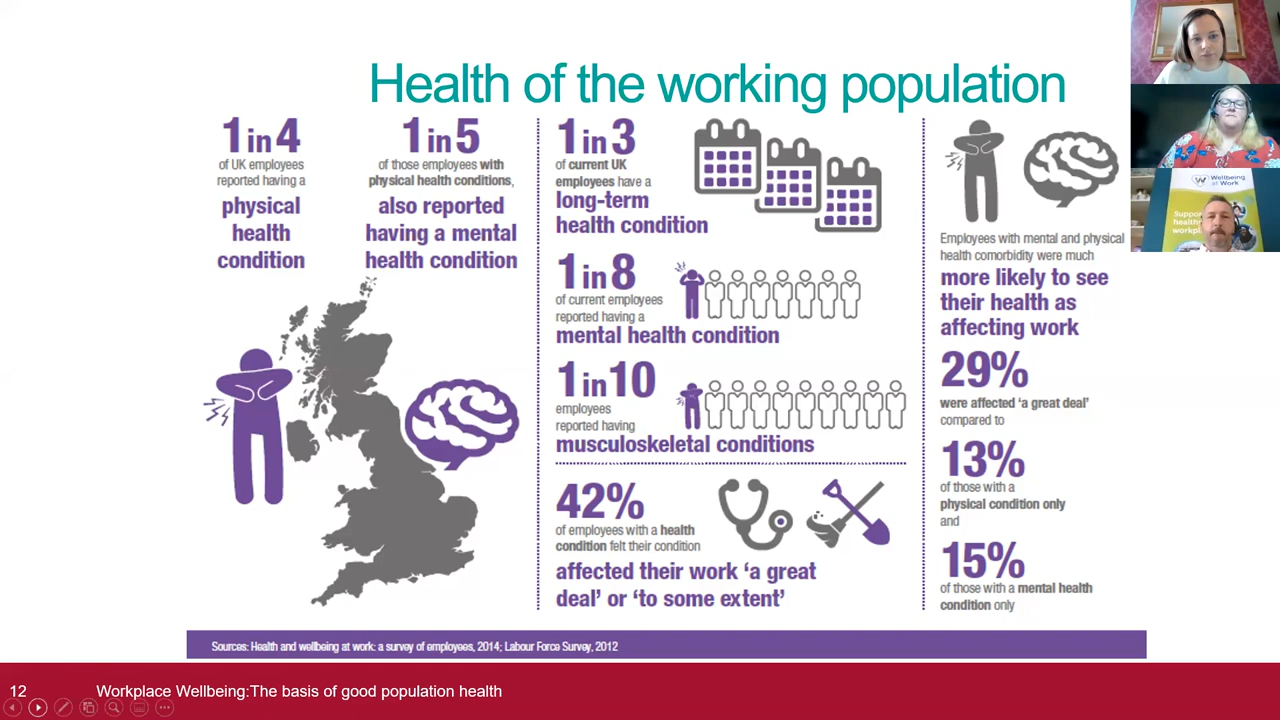 Health of the working population
1 in 4
of UK employees
reported having a
physical
health
condition
1 in 5
of those employees with
physical health conditions,
also reported
having a mental
health condition
1 in 3
of current UK
employees have a
long-term
health condition
1 in 8
of current employees
reported having a
mental health condition
1 in 10
employees
reported having
musculoskeletal conditions
42%
of employees with a health
condition felt their condition
affected their work ‘a great
deal’ or ‘to some extent’
Employees with mental and physical
health comorbidity were much
more likely to see
their health as
affecting work
29%
were affected ‘a great deal’
compared to
13%
of those with a
physical condition only
and
15%
of those with a mental health
condition only
Sources: Health and wellbeing at work: a survey of employees, 2014; Labour Force Survey, 2012
12
Workplace Wellbeing:The basis of good population health
W
Wellbeing
at Work